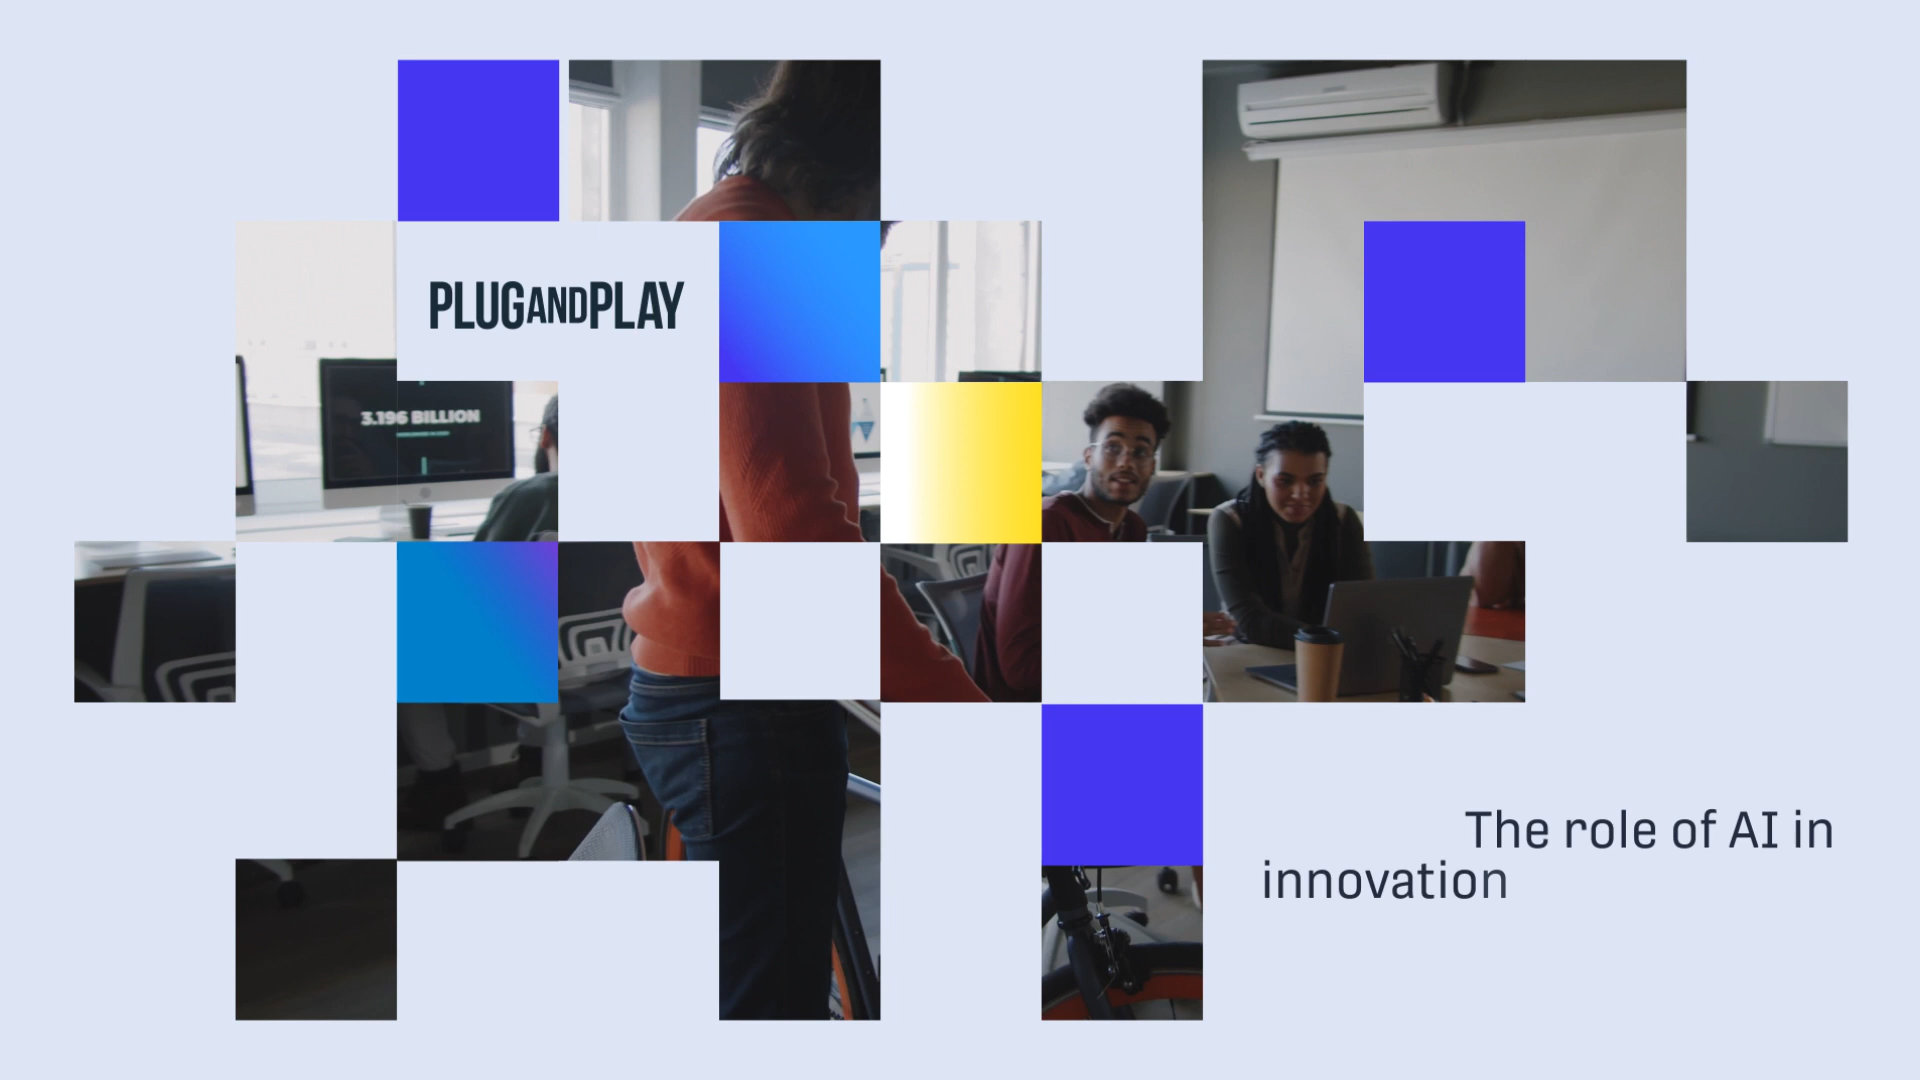 PLUGANDPLAY
3.196 BILLION
The role of AI in
innovation